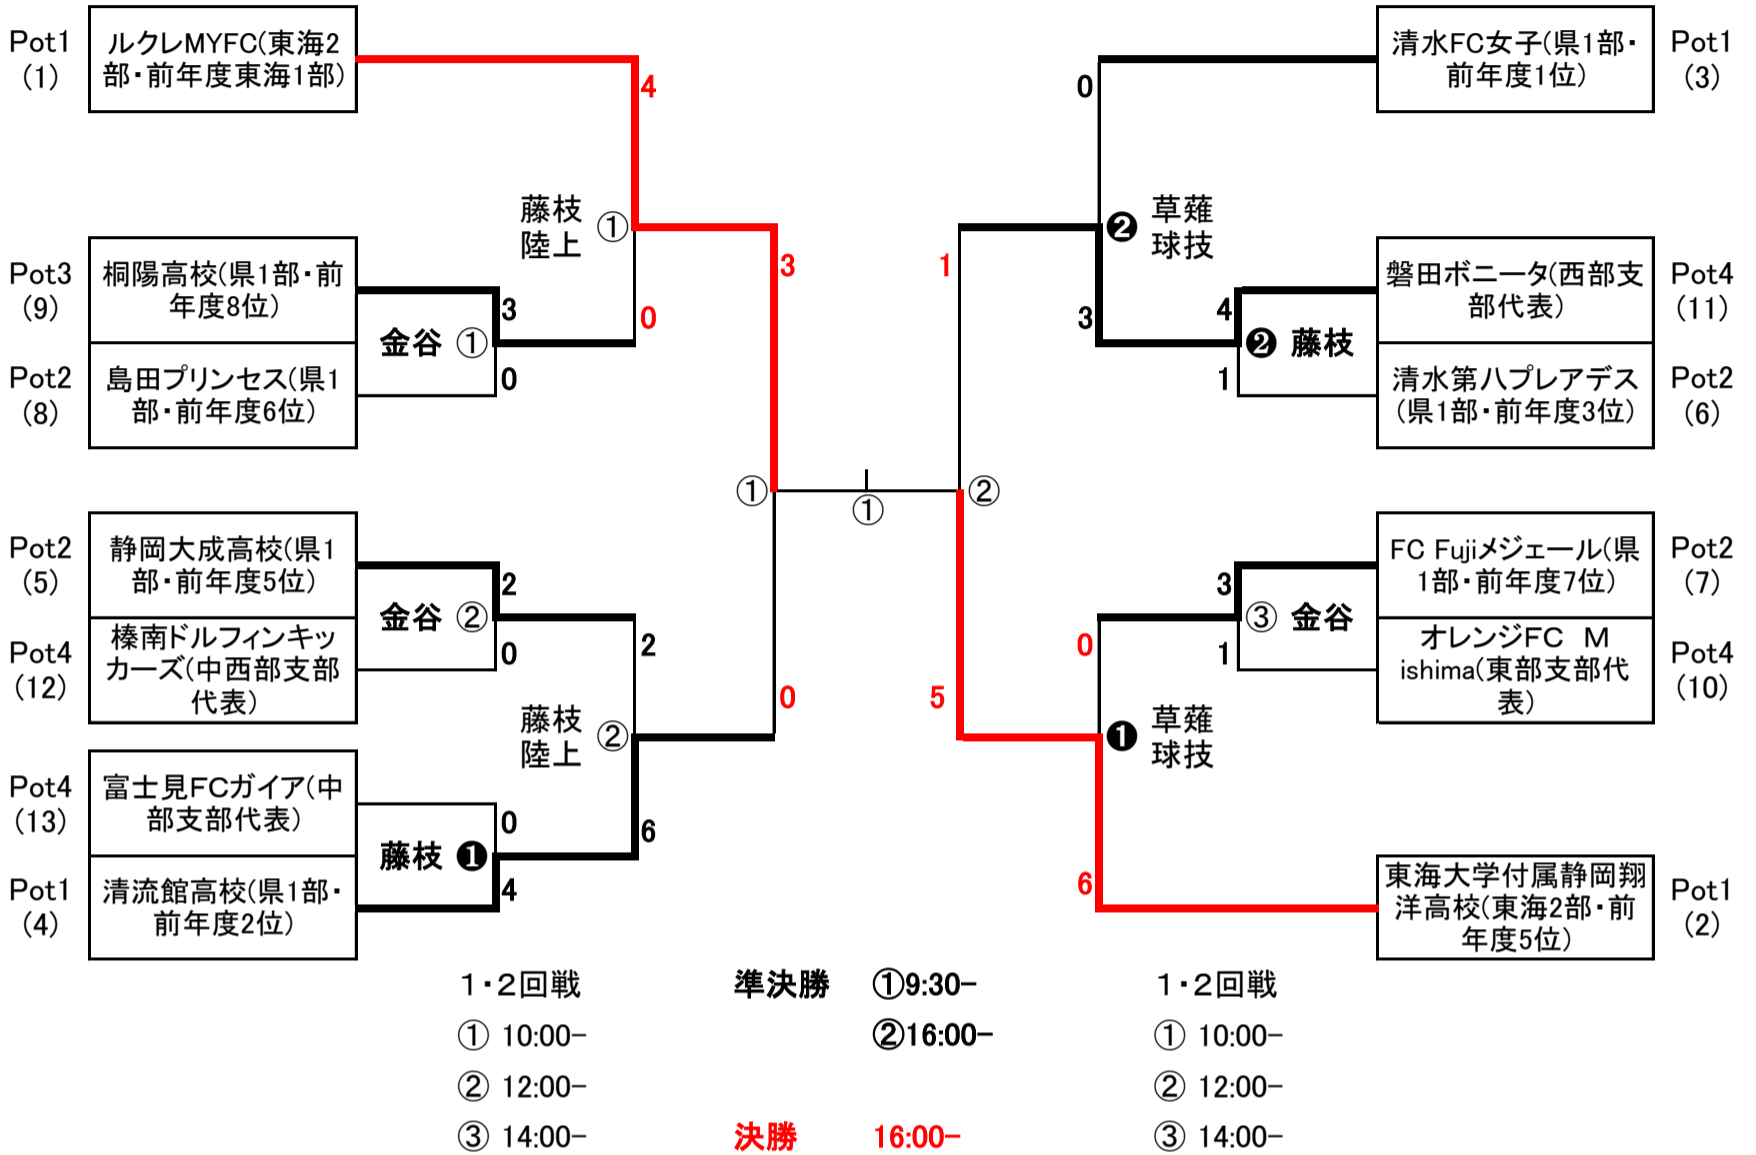 Pot1
(1)
ルクレMYFC(東海2
部・前年度東海1部)
4
0
清水FC女子(県1部・
前年度1位)
Pot1
(3)
藤枝
陸上
①
❷
草薙
球技
Pot3
(9)
桐陽高校(県1部・前
年度8位)
3
0
金谷 ①
0
Pot2
(8)
島田プリンセス(県1
部・前年度6位)
3
1
3
4
磐田ボニータ(西部支
部代表)
Pot4
(11)
❷ 藤枝
1
清水第八プレアデス
(県1部・前年度3位)
Pot2
(6)
①
①
②
Pot2
(5)
静岡大成高校(県1
部・前年度5位)
2
金谷 ②
0
2
Pot4
(12)
榛南ドルフィンキッ
カーズ(中西部支部
代表)
0
5
0
3
FC Fujiメジェール(県
1部・前年度7位)
Pot2
(7)
③ 金谷
1
オレンジFC M
ishima(東部支部代
表)
Pot4
(10)
藤枝
陸上
②
❶
草薙
球技
Pot4
(13)
富士見FCガイア(中
部支部代表)
0
藤枝 ❶
6
4
Pot1
(4)
清流館高校(県1部・
前年度2位)
6
東海大学付属静岡翔
洋高校(東海2部・前
年度5位)
Pot1
(2)
1・2回戦
① 10:00-
② 12:00-
③ 14:00-
準決勝 ①9:30-
②16:00-
決勝 16:00-
1・2回戦
① 10:00-
② 12:00-
③ 14:00-